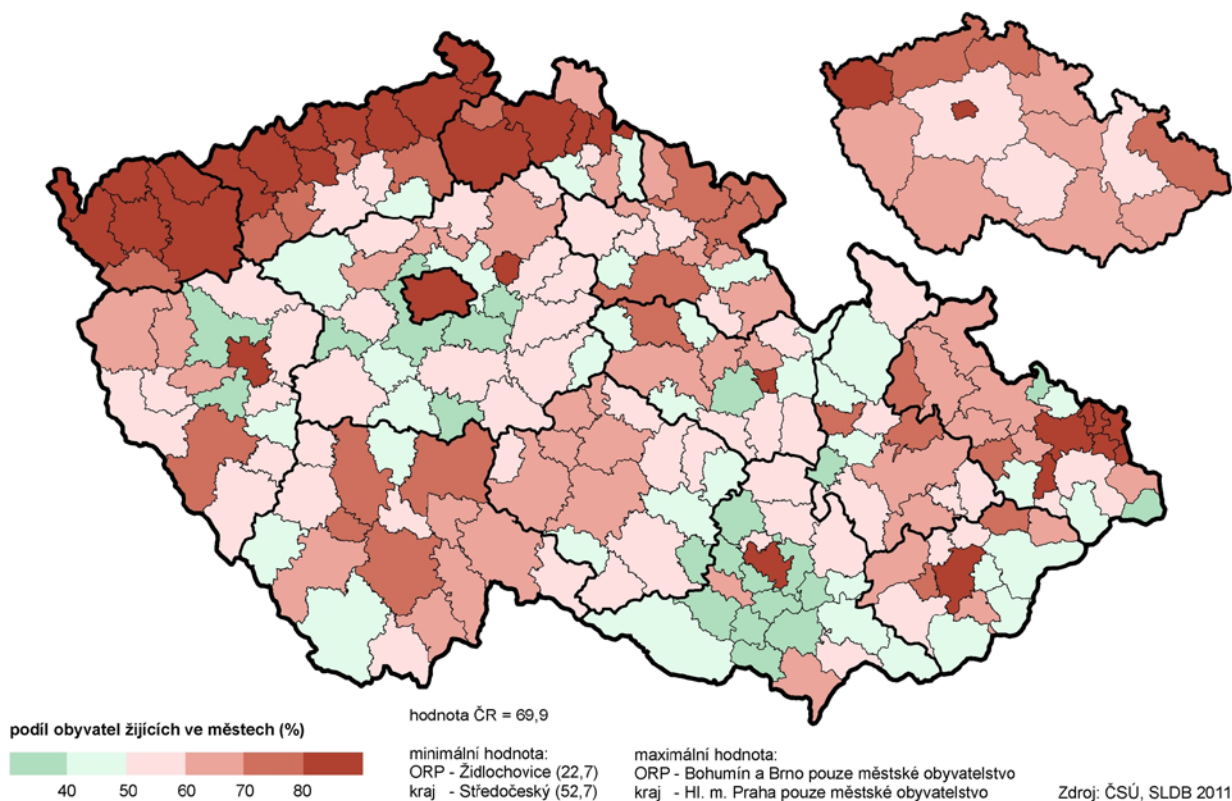 hodnota ČR = 69,9
podíl obyvatel žijících ve městech (%)
40 50 60 70 80
minimální hodnota:
ORP - Židlochovice (22,7)
kraj - Středočeský (52,7)
maximální hodnota:
ORP - Bohumín a Brno pouze městské obyvatelstvo
kraj - Hl. m. Praha pouze městské obyvatelstvo
Zdroj: ČSÚ, SLDB 2011